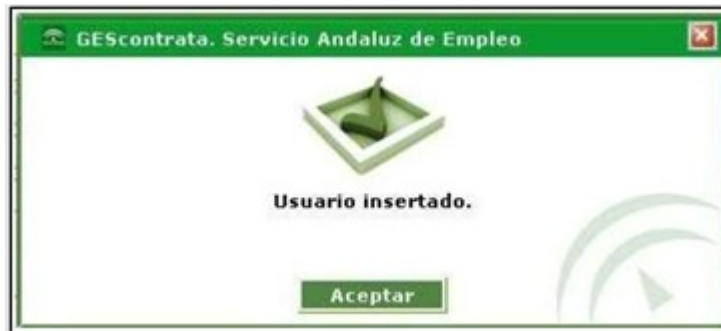 GEScontrata. Servicio Andaluz de Empleo
Usuario insertado.
Aceptar